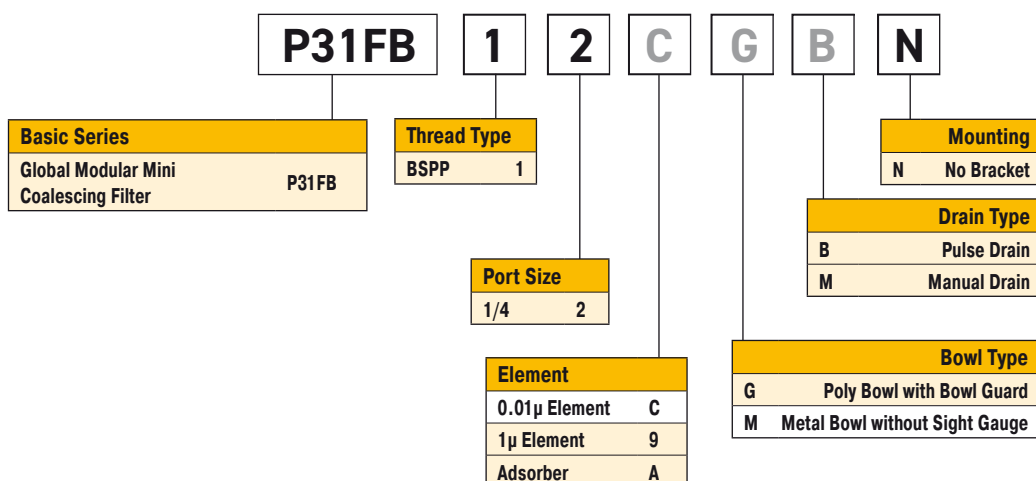 P31FB 1 2 C G B N
Basic Series
Global Modular Mini
Coalescing Filter P31FB
Thread Type
BSPP 1
Mounting
N No Bracket
Drain Type
B Pulse Drain
M Manual Drain
Port Size
1/4 2
Bowl Type
G Poly Bowl with Bowl Guard
M Metal Bowl without Sight Gauge
Element
0.01µ Element C
1µ Element 9
Adsorber A